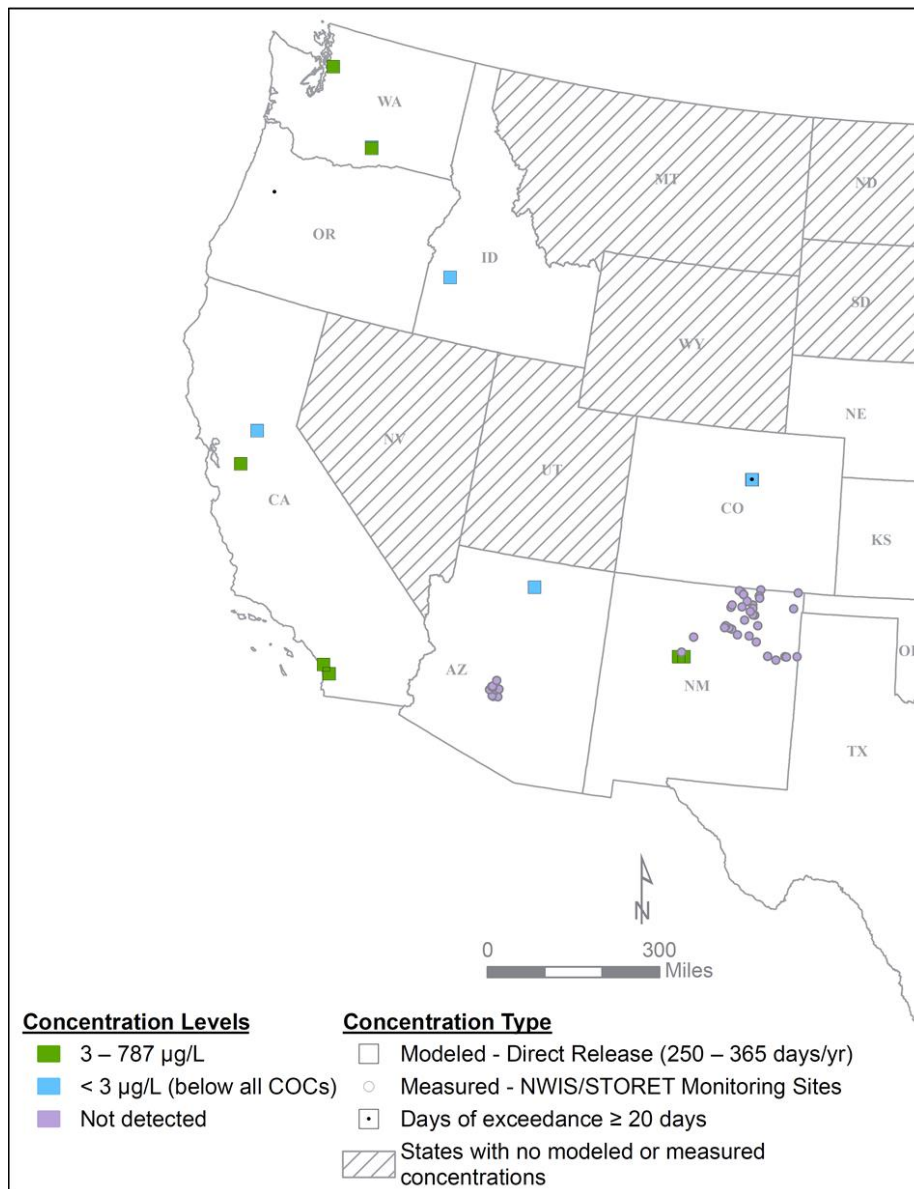 WA
MT
ND
OR
ID
SD
WY
NE
NV
UT
CA
CO
KS
AZ
NM
OK
TX
N
0 300
Miles
Concentration Levels
3 – 787 µg/L
< 3 µg/L (below all COCs)
Not detected
Concentration Type
Modeled - Direct Release (250 – 365 days/yr)
Measured - NWIS/STORET Monitoring Sites
Days of exceedance ≥ 20 days
States with no modeled or measured
concentrations